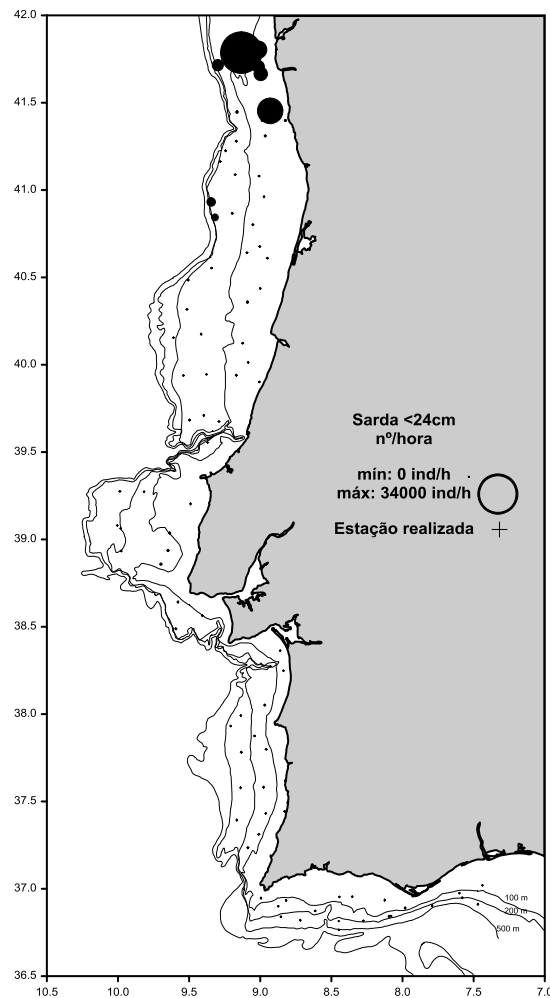 42.0
41.5
41.0
40.5
40.0
39.5
Sarda <24cm
nº/hora
mín: 0 ind/h
máx: 34000 ind/h
Estação realizada
39.0
38.5
38.0
37.5
37.0
100 m
200 m
500 m
36.5
10.5 10.0 9.5 9.0 8.5 8.0 7.5 7.0